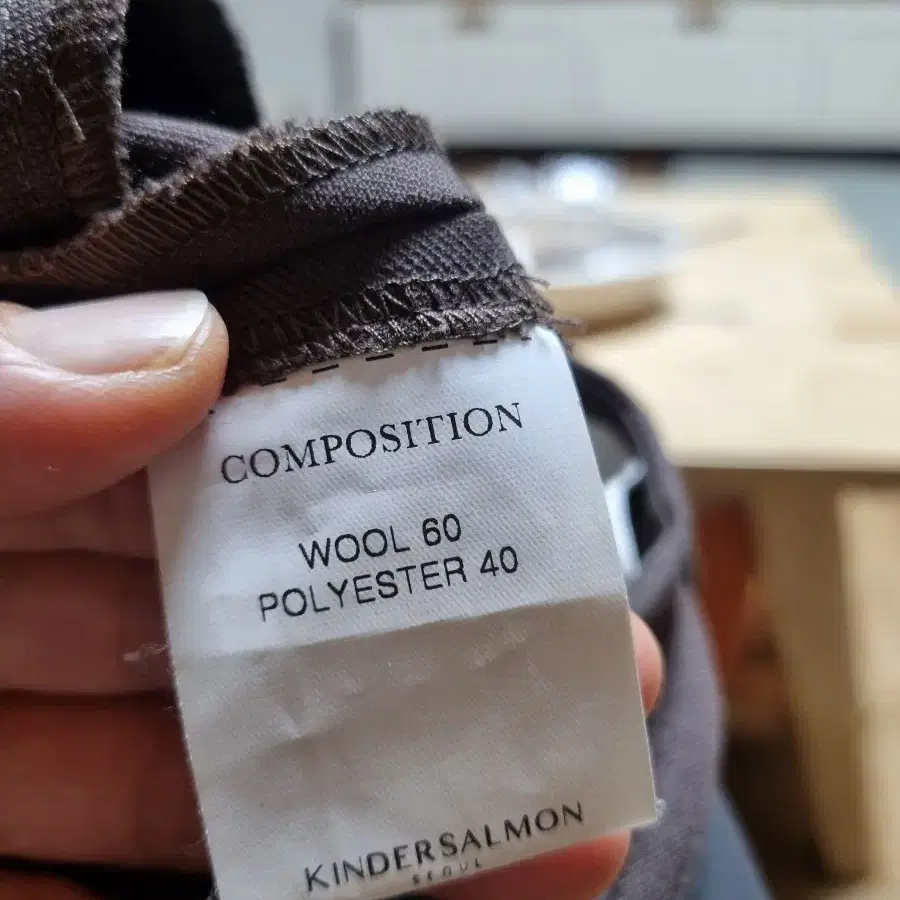 COMPOSITION
WOOL 60
POLYESTER 40
KINDERSALMON
SEOUL